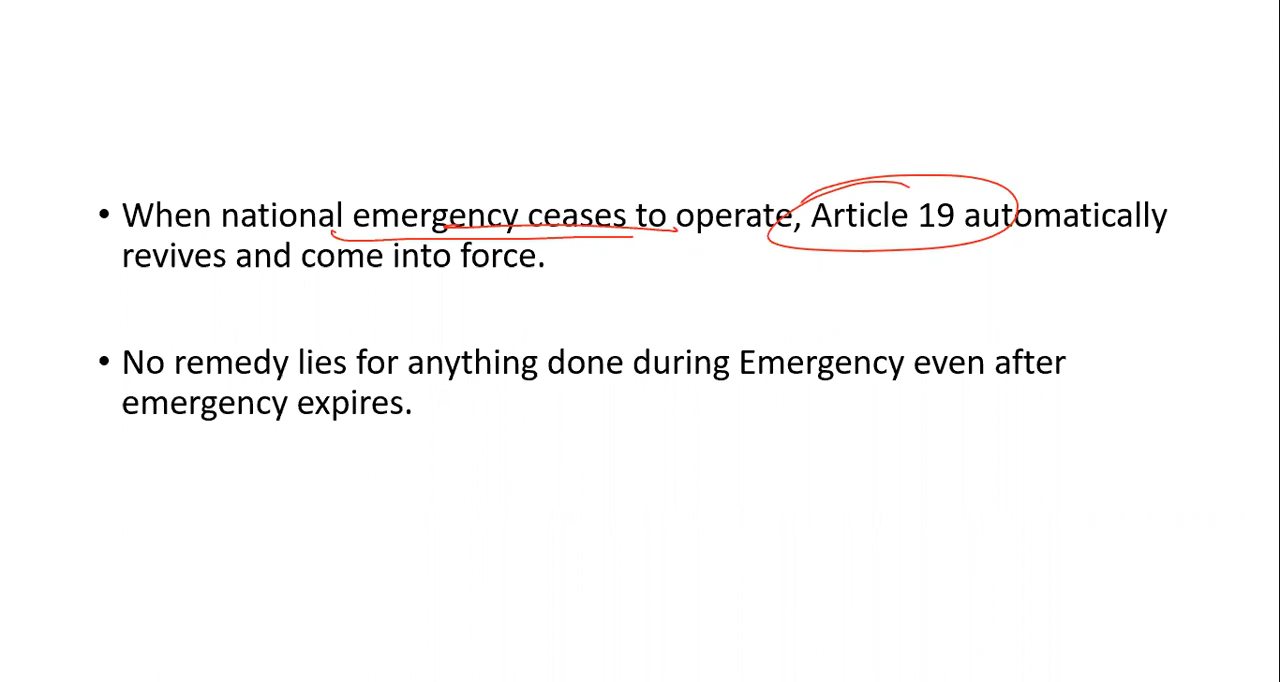 • When national emergency ceases to operate, Article 19 automatically
revives and come into force.
• No remedy lies for anything done during Emergency even after
emergency expires.